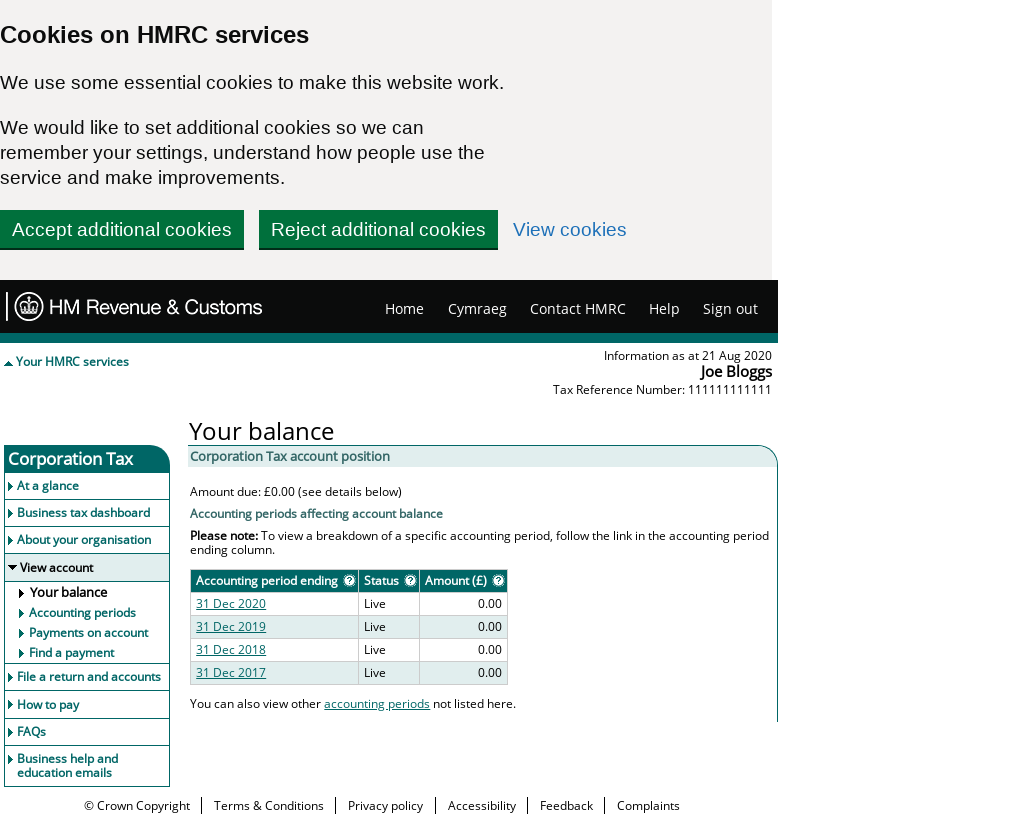 Cookies on HMRC services
We use some essential cookies to make this website work.
We would like to set additional cookies so we can
remember your settings, understand how people use the
service and make improvements.
Accept additional cookies Reject additional cookies View cookies
HM Revenue & Customs Home Cymraeg Contact HMRC Help Sign out
Your HMRC services
Information as at 21 Aug 2020
Joe Bloggs
Tax Reference Number: 111111111111
Corporation Tax
At a glance
Business tax dashboard
About your organisation
View account
Your balance
Accounting periods
Payments on account
Find a payment
File a return and accounts
How to pay
FAQs
Business help and
education emails
Your balance
Corporation Tax account position
Amount due: £0.00 (see details below)
Accounting periods affecting account balance
Please note: To view a breakdown of a specific accounting period, follow the link in the accounting period
ending column.
Accounting period ending ? Status ? Amount (£) ?
31 Dec 2020 Live 0.00
31 Dec 2019 Live 0.00
31 Dec 2018 Live 0.00
31 Dec 2017 Live 0.00
You can also view other accounting periods not listed here.
© Crown Copyright Terms & Conditions Privacy policy Accessibility Feedback Complaints